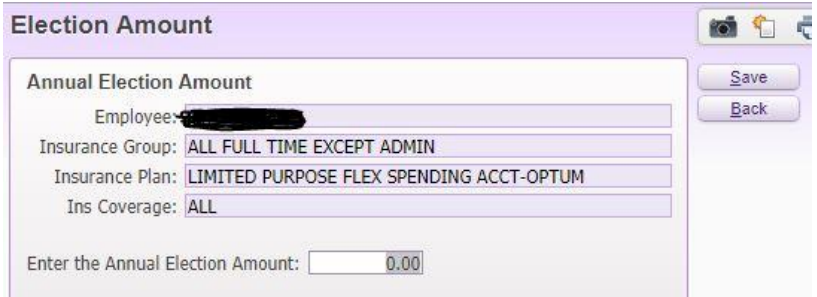 Election Amount
Annual Election Amount
Employee:
Insurance Group: ALL FULL TIME EXCEPT ADMIN
Insurance Plan: LIMITED PURPOSE FLEX SPENDING ACCT-OPTUM
Ins Coverage: ALL
Enter the Annual Election Amount: 0.00
Save
Back